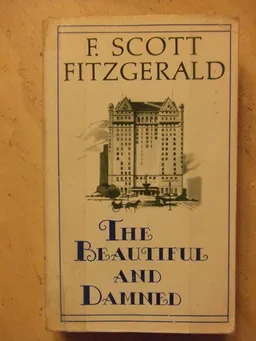 F. SCOTT
FITZGERALD
THE
BEAUTIFUL
AND
DAMNED